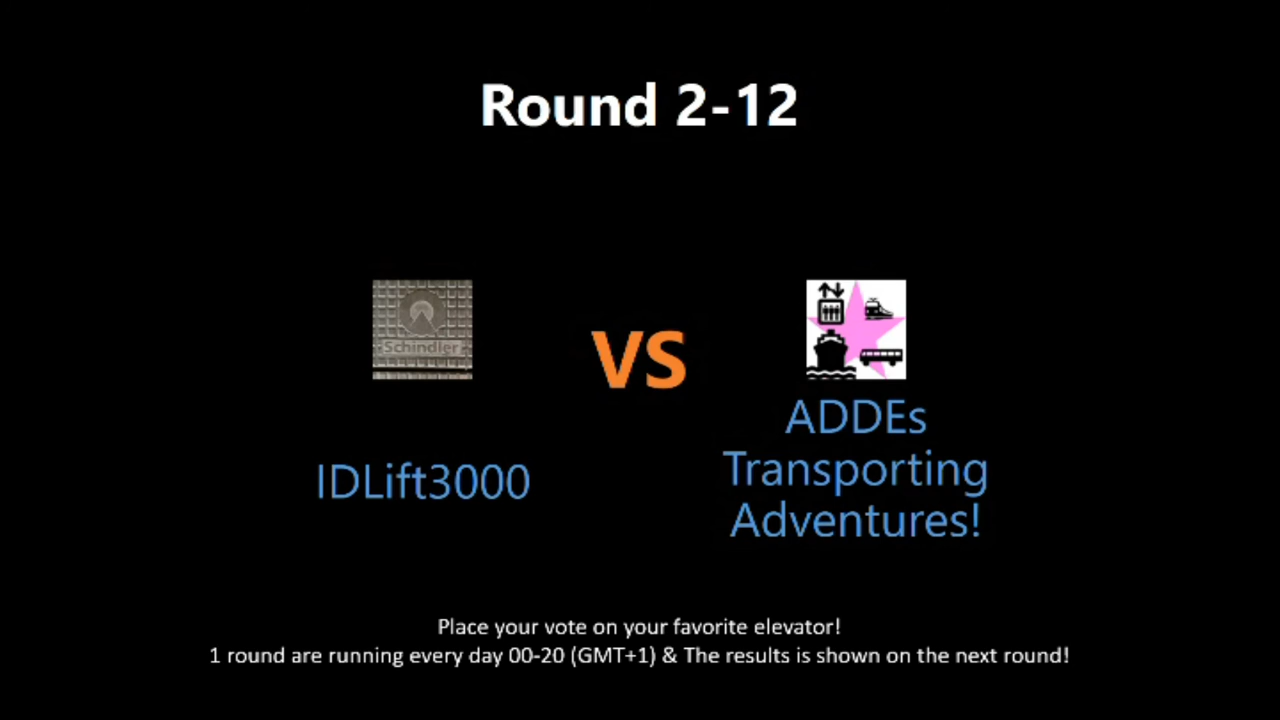 Round 2-12
Schindler
VS
IDLift3000
ADDEs
Transporting
Adventures!
Place your vote on your favorite elevator!
1 round are running every day 00-20 (GMT+1) & The results is shown on the next round!